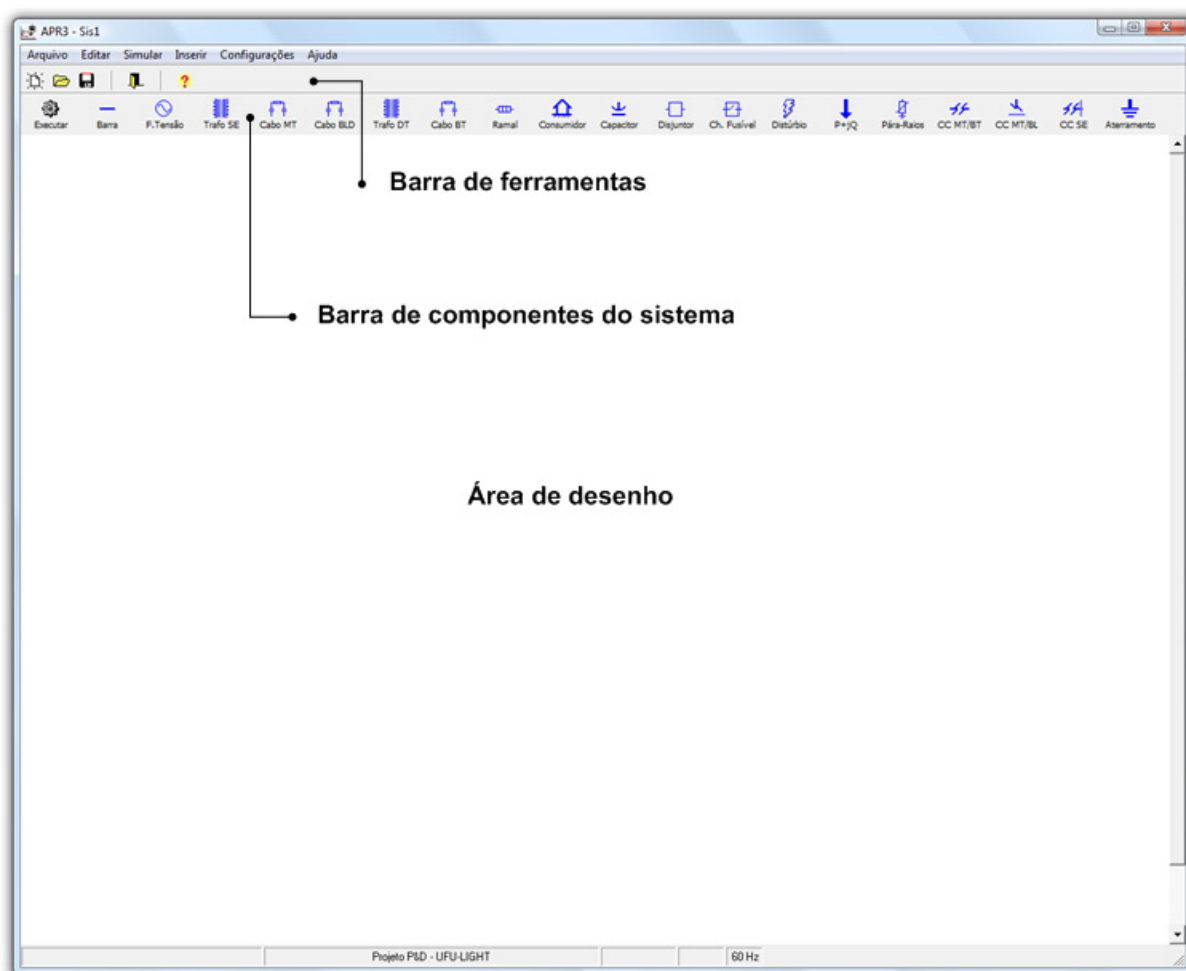 APR3 - Sis1
Arquivo Editar Simular Inserir Configurações Ajuda
?
Executar Barra F.Tensão Trafo SE Cabo MT Cabo BLD Trafo DT Cabo BT Ramal Consumidor Capacitor Disjuntor Ch. Fusível Distúrbio P+jQ Pára-Raios CC MT/BT CC MT/BL CC SE Aterramento
Barra de ferramentas
Barra de componentes do sistema
Área de desenho
Projeto P&D - UFU-LIGHT 60 Hz